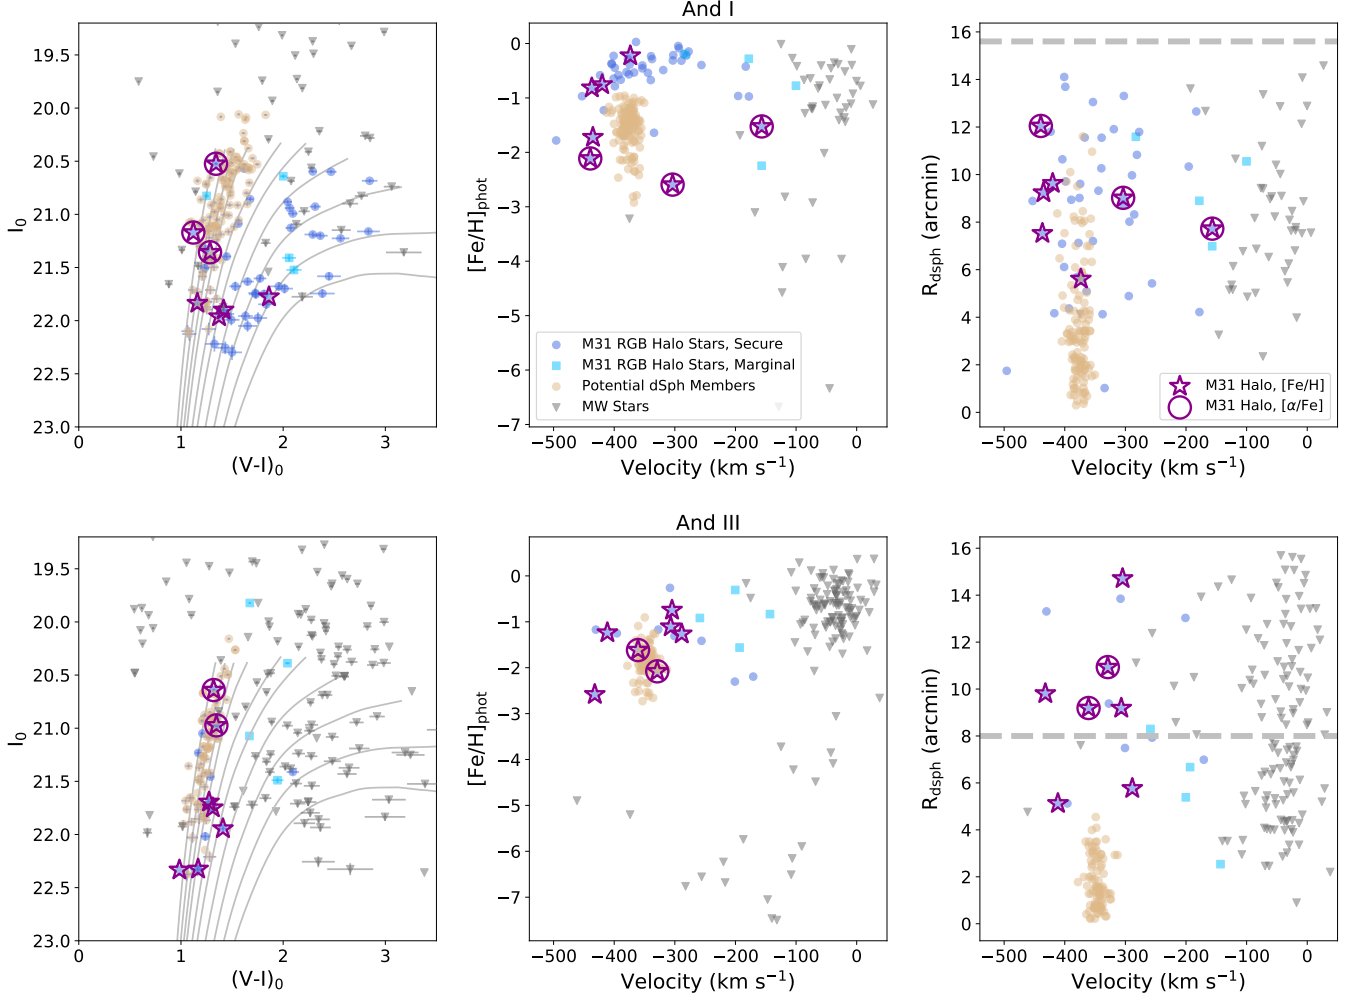 And I
19.5
20.0
20.5
21.0
21.5
22.0
22.5
23.0
I₀
0
1
2
3
(V-I)₀
0
−1
−2
−3
−4
−5
−6
−7
[Fe/H]phot
M31 RGB Halo Stars, Secure
M31 RGB Halo Stars, Marginal
Potential dSph Members
MW Stars
−500 −400 −300 −200 −100 0
Velocity (km s⁻¹)
16
14
12
10
8
6
4
2
0
Rdsph (arcmin)
M31 Halo, [Fe/H]
M31 Halo, [α/Fe]
−500 −400 −300 −200 −100 0
Velocity (km s⁻¹)
And III
19.5
20.0
20.5
21.0
21.5
22.0
22.5
23.0
I₀
0
1
2
3
(V-I)₀
0
−1
−2
−3
−4
−5
−6
−7
[Fe/H]phot
−500 −400 −300 −200 −100 0
Velocity (km s⁻¹)
16
14
12
10
8
6
4
2
0
Rdsph (arcmin)
−500 −400 −300 −200 −100 0
Velocity (km s⁻¹)